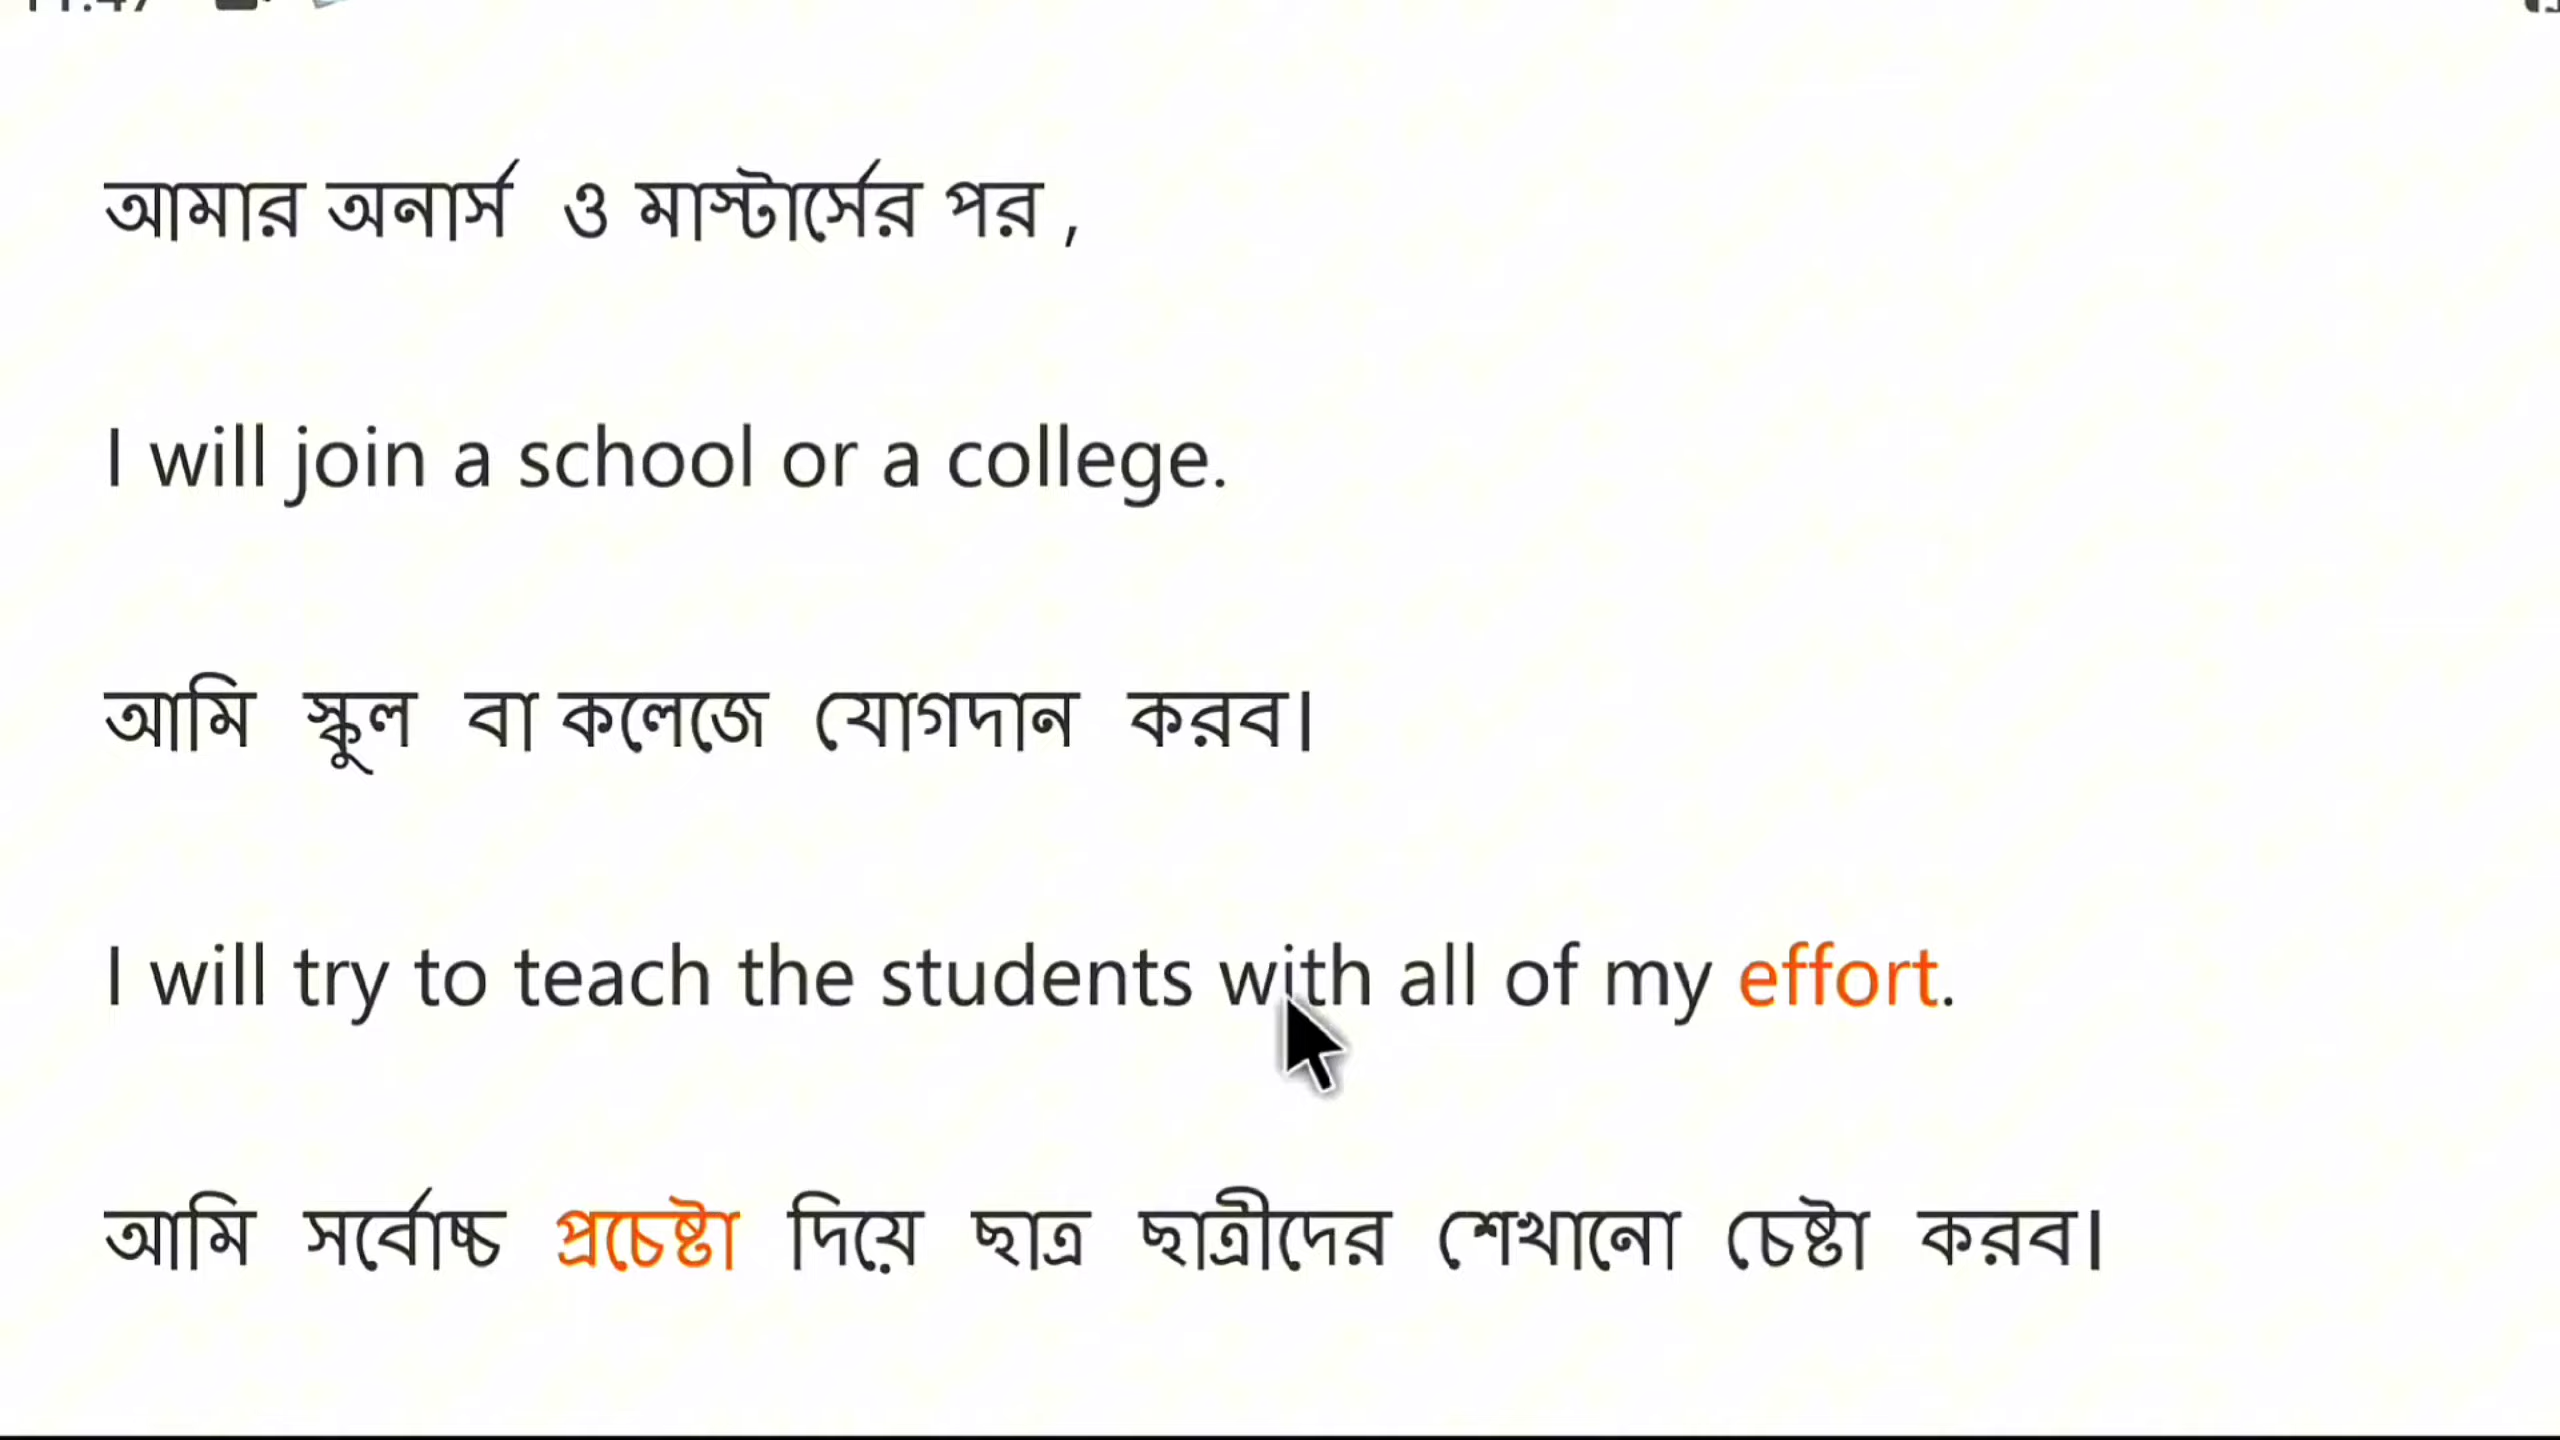 আমার অনার্স ও মাস্টার্সের পর ,
I will join a school or a college.
আমি স্কুল বা কলেজে যোগদান করব।
I will try to teach the students with all of my effort.
আমি সর্বোচ্চ প্রচেষ্টা দিয়ে ছাত্র ছাত্রীদের শেখানো চেষ্টা করব।